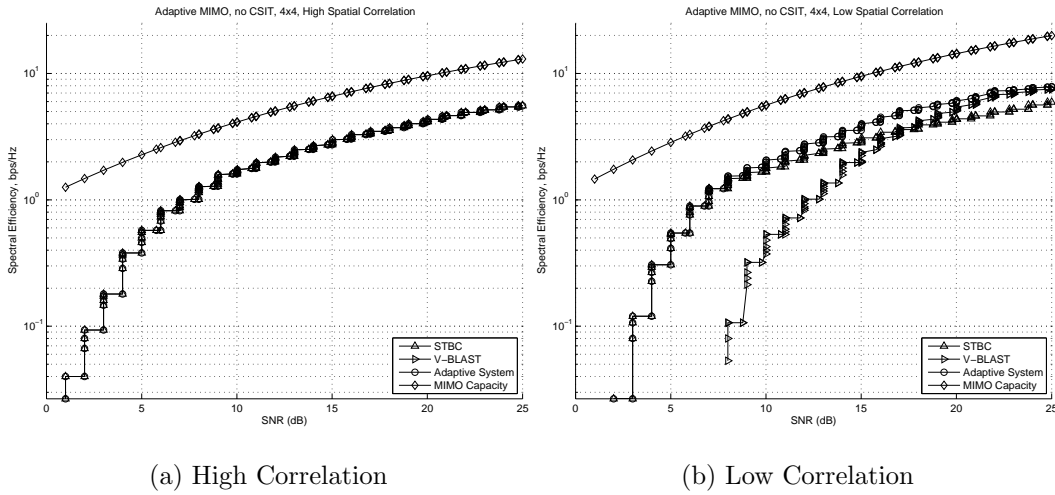 Adaptive MIMO, no CSIT, 4x4, High Spatial Correlation
Spectral Efficiency, bps/Hz
10^1
10^0
10^-1
0 5 10 15 20 25
SNR (dB)
STBC
V-BLAST
Adaptive System
MIMO Capacity
(a) High Correlation
Adaptive MIMO, no CSIT, 4x4, Low Spatial Correlation
Spectral Efficiency, bps/Hz
10^1
10^0
10^-1
0 5 10 15 20 25
SNR (dB)
STBC
V-BLAST
Adaptive System
MIMO Capacity
(b) Low Correlation